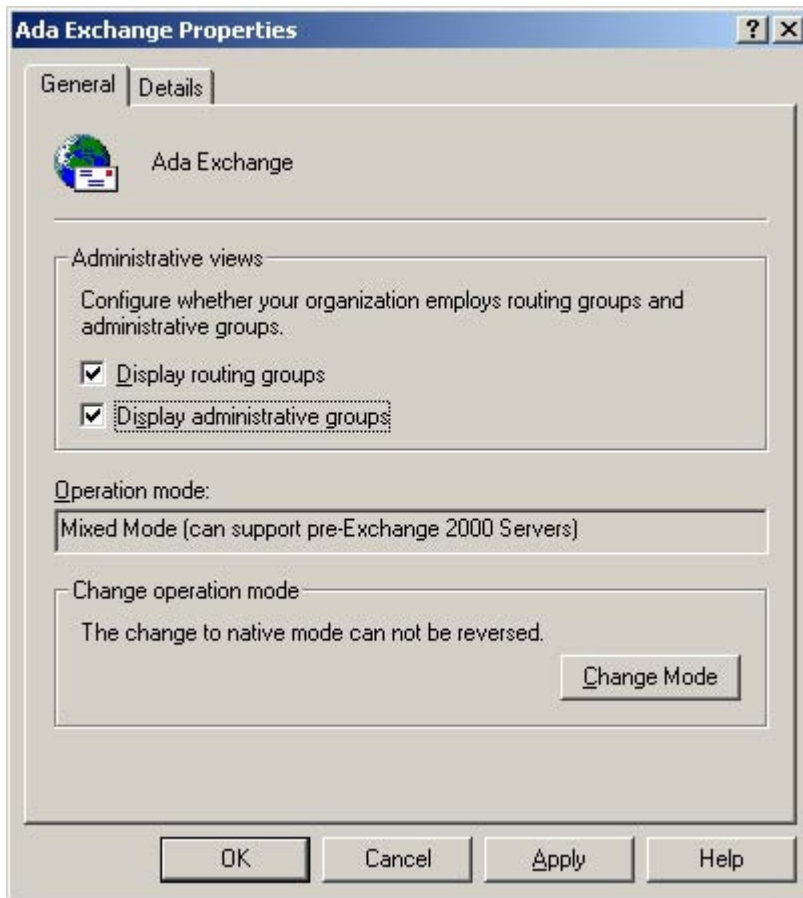 Ada Exchange Properties
General Details
Ada Exchange
Administrative views
Configure whether your organization employs routing groups and
administrative groups.
Display routing groups
Display administrative groups
Operation mode:
Mixed Mode (can support pre-Exchange 2000 Servers)
Change operation mode
The change to native mode can not be reversed.
Change Mode
OK Cancel Apply Help